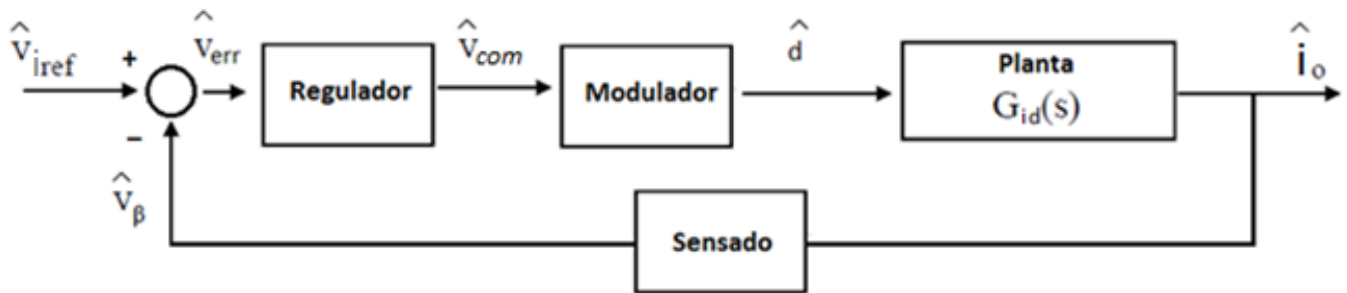 v̂iref
+
−
v̂err
Regulador
v̂com
Modulador
d̂
Planta
Gid(s)
îo
v̂β
Sensado